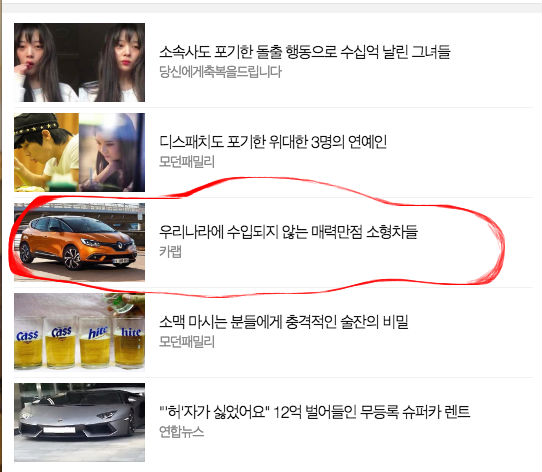 소속사도 포기한 돌출 행동으로 수십억 날린 그녀들
당신에게축복을드립니다
디스패치도 포기한 위대한 3명의 연예인
모던패밀리
우리나라에 수입되지 않는 매력만점 소형차들
카랩
소맥 마시는 분들에게 충격적인 술잔의 비밀
Cass Cass hite hite
모던패밀리
"'허'자가 싫었어요" 12억 벌어들인 무등록 슈퍼카 렌트
연합뉴스